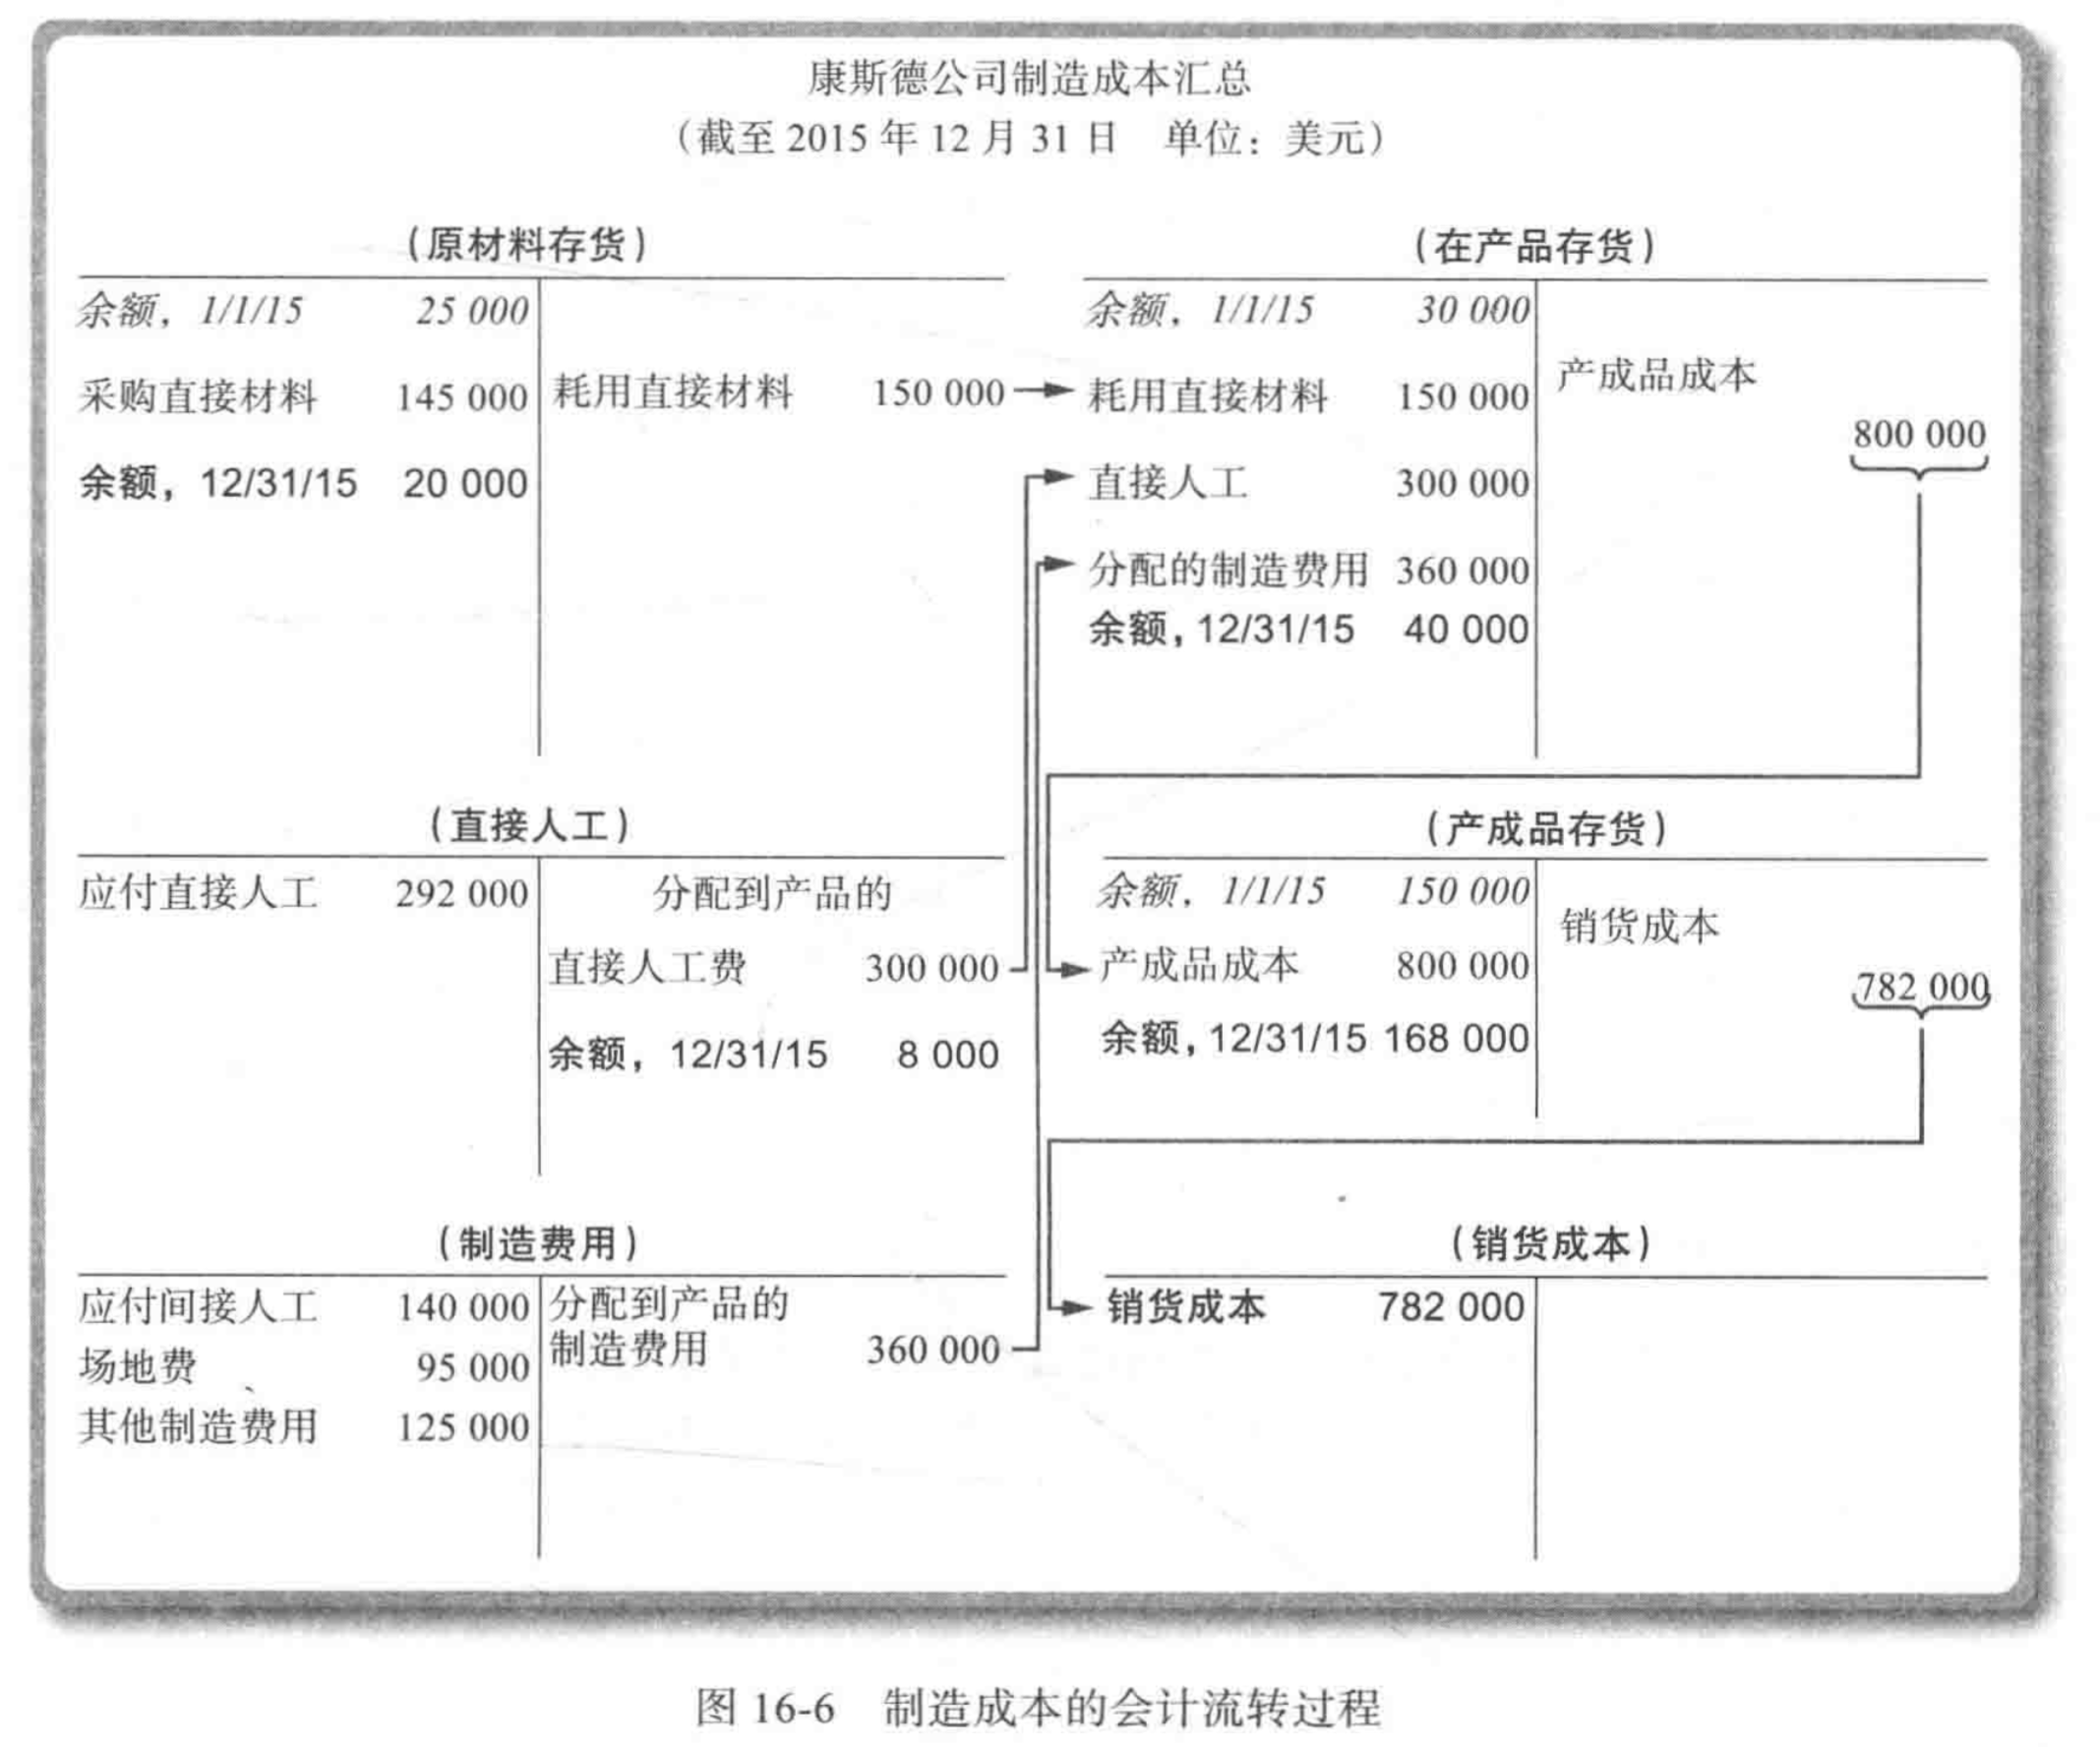 康斯德公司制造成本汇总
（截至 2015 年 12 月 31 日 单位：美元）
（原材料存货）
余额，1/1/15 25 000
采购直接材料 145 000 耗用直接材料 150 000
余额，12/31/15 20 000
（在产品存货）
余额，1/1/15 30 000
产成品成本
耗用直接材料 150 000
800 000
直接人工 300 000
分配的制造费用 360 000
余额，12/31/15 40 000
（直接人工）
应付直接人工 292 000 分配到产品的
直接人工费 300 000
余额，12/31/15 8 000
（产成品存货）
余额，1/1/15 150 000
销货成本
产成品成本 800 000
782 000
余额，12/31/15 168 000
（制造费用）
应付间接人工 140 000 分配到产品的
制造费用 360 000
场地费 95 000
其他制造费用 125 000
（销货成本）
销货成本 782 000
图 16-6 制造成本的会计流转过程